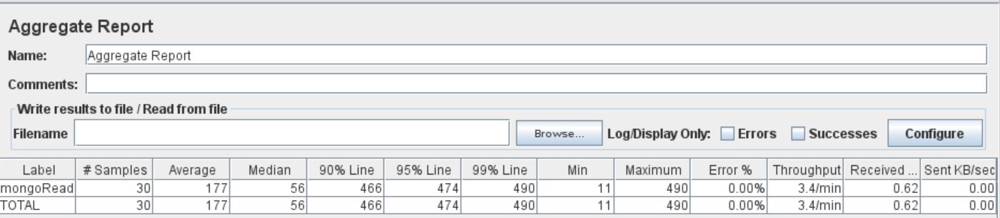 Aggregate Report
Name: Aggregate Report
Comments:
Write results to file / Read from file
Filename Browse... Log/Display Only: Errors Successes Configure
Label # Samples Average Median 90% Line 95% Line 99% Line Min Maximum Error % Throughput Received ... Sent KB/sec
mongoRead 30 177 56 466 474 490 11 490 0.00% 3.4/min 0.62 0.00
TOTAL 30 177 56 466 474 490 11 490 0.00% 3.4/min 0.62 0.00